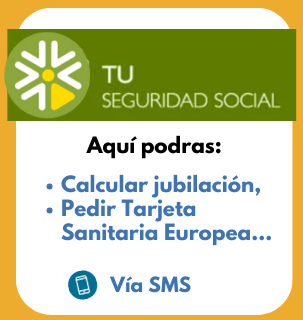 TU
SEGURIDAD SOCIAL
Aquí podras:
• Calcular jubilación,
• Pedir Tarjeta
Sanitaria Europea...
Vía SMS